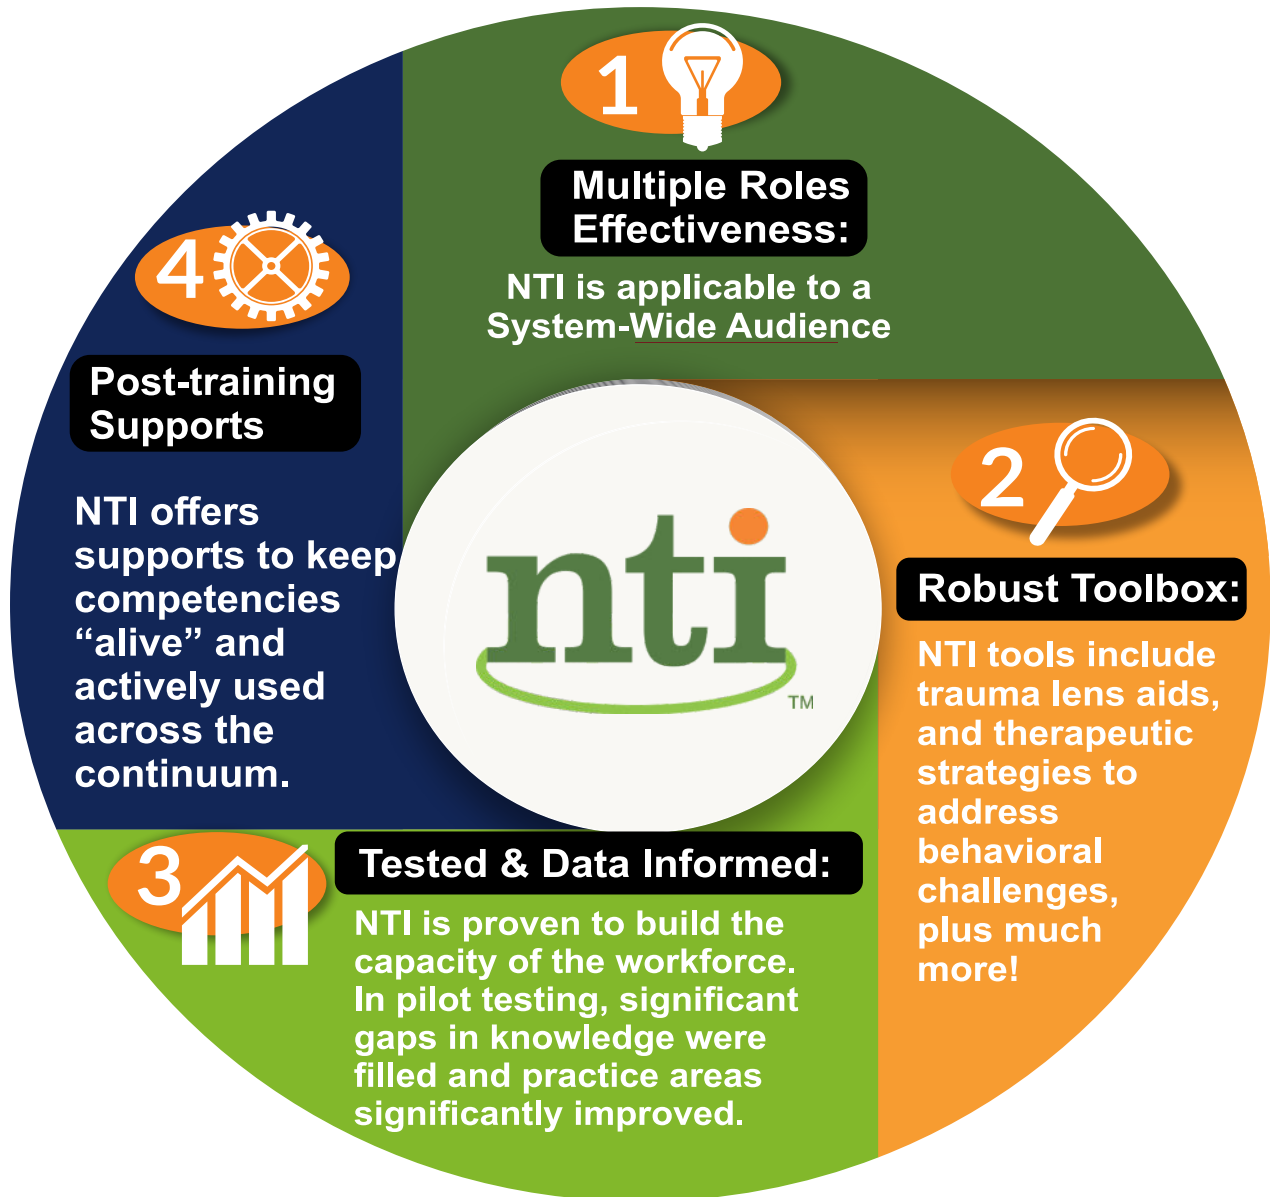 1
Multiple Roles
Effectiveness:
NTI is applicable to a
System-Wide Audience
2
Robust Toolbox:
NTI tools include
trauma lens aids,
and therapeutic
strategies to
address
behavioral
challenges,
plus much
more!
3
Tested & Data Informed:
NTI is proven to build the
capacity of the workforce.
In pilot testing, significant
gaps in knowledge were
filled and practice areas
significantly improved.
4
Post-training
Supports
NTI offers
supports to keep
competencies
“alive” and
actively used
across the
continuum.
nti
TM